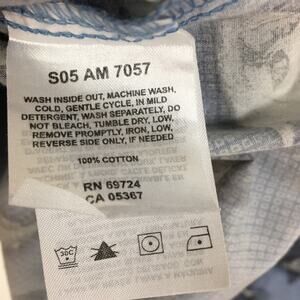 S05 AM 7057
WASH INSIDE OUT, MACHINE WASH,
COLD, GENTLE CYCLE, IN MILD
DETERGENT, WASH SEPARATELY, DO
NOT BLEACH, TUMBLE DRY, LOW,
REMOVE PROMPTLY, IRON, LOW,
REVERSE SIDE ONLY, IF NEEDED
100% COTTON
RN 69724
CA 05367
30C